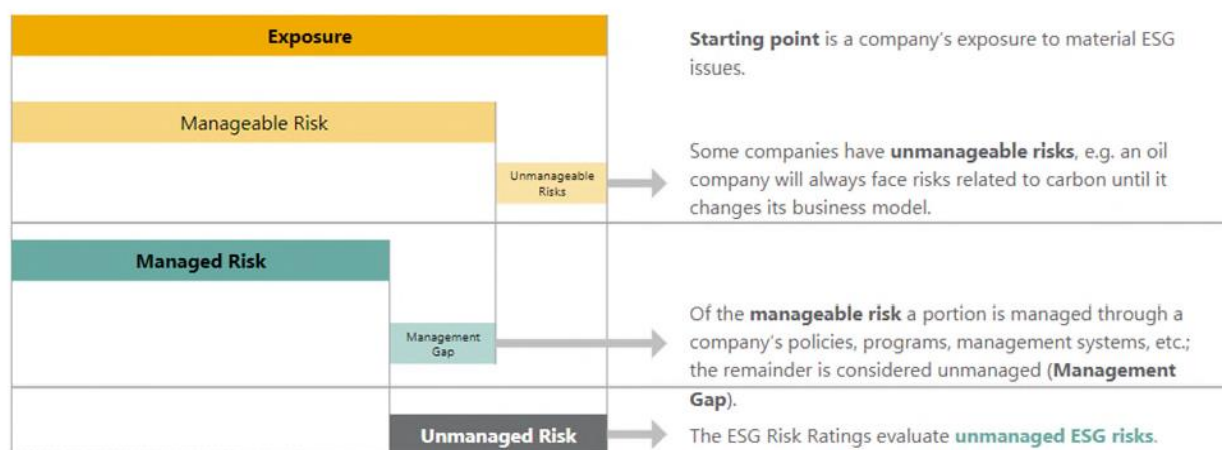 Exposure
Starting point is a company's exposure to material ESG
issues.
Manageable Risk
Unmanageable
Risks
Some companies have unmanageable risks, e.g. an oil
company will always face risks related to carbon until it
changes its business model.
Managed Risk
Management
Gap
Of the manageable risk a portion is managed through a
company's policies, programs, management systems, etc.;
the remainder is considered unmanaged (Management
Gap).
Unmanaged Risk
The ESG Risk Ratings evaluate unmanaged ESG risks.